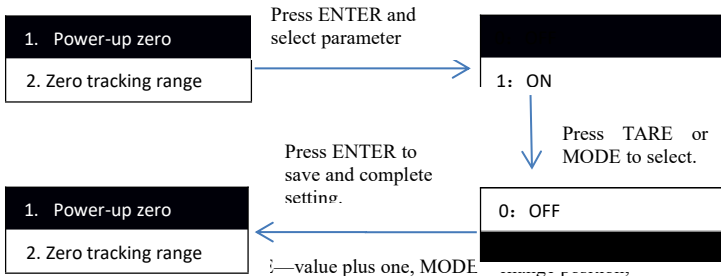 Press ENTER and
select parameter
1. Power-up zero
2. Zero tracking range
1: ON
Press TARE or
MODE to select.
Press ENTER to
save and complete
setting.
1. Power-up zero
2. Zero tracking range
0: OFF
—value plus one, MODE